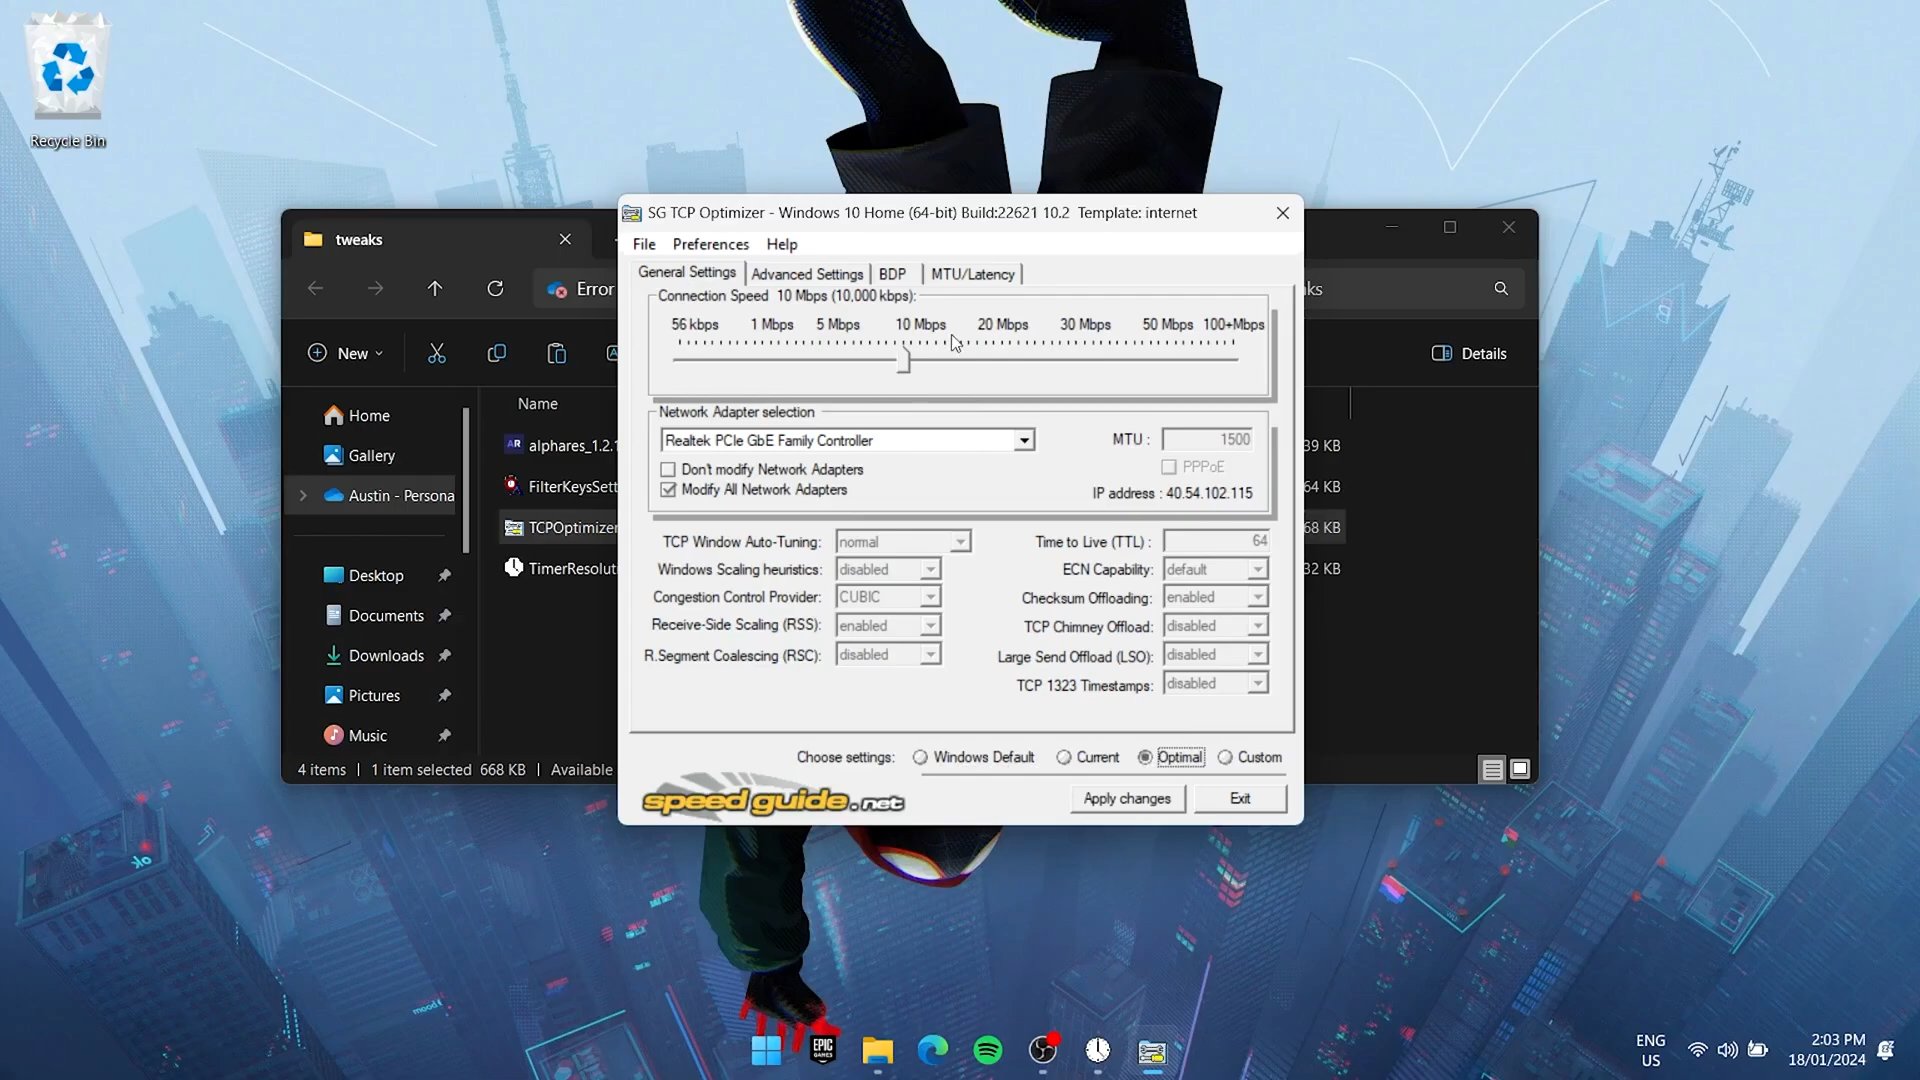 Recycle Bin
tweaks
Error
ks
New
Details
Home
Gallery
Austin - Persona
Desktop
Documents
Downloads
Pictures
Music
Name
AR alphares_1.2.1
39 KB
FilterKeysSett
64 KB
TCPOptimizer
68 KB
TimerResolut
32 KB
4 items | 1 item selected 668 KB | Available
SG TCP Optimizer - Windows 10 Home (64-bit) Build:22621 10.2 Template: internet
File Preferences Help
General Settings Advanced Settings BDP MTU/Latency
Connection Speed 10 Mbps (10,000 kbps):
56 kbps 1 Mbps 5 Mbps 10 Mbps 20 Mbps 30 Mbps 50 Mbps 100+Mbps
Network Adapter selection
Realtek PCIe GbE Family Controller
MTU : 1500
Don't modify Network Adapters
PPPoE
Modify All Network Adapters
IP address : 40.54.102.115
TCP Window Auto-Tuning: normal
Time to Live (TTL) : 64
Windows Scaling heuristics: disabled
ECN Capability: default
Congestion Control Provider: CUBIC
Checksum Offloading: enabled
Receive-Side Scaling (RSS): enabled
TCP Chimney Offload: disabled
R.Segment Coalescing (RSC): disabled
Large Send Offload (LSO): disabled
TCP 1323 Timestamps: disabled
Choose settings: Windows Default Current Optimal Custom
speed guide.net
Apply changes Exit
EPIC
GAMES
ENG
US
2:03 PM
18/01/2024